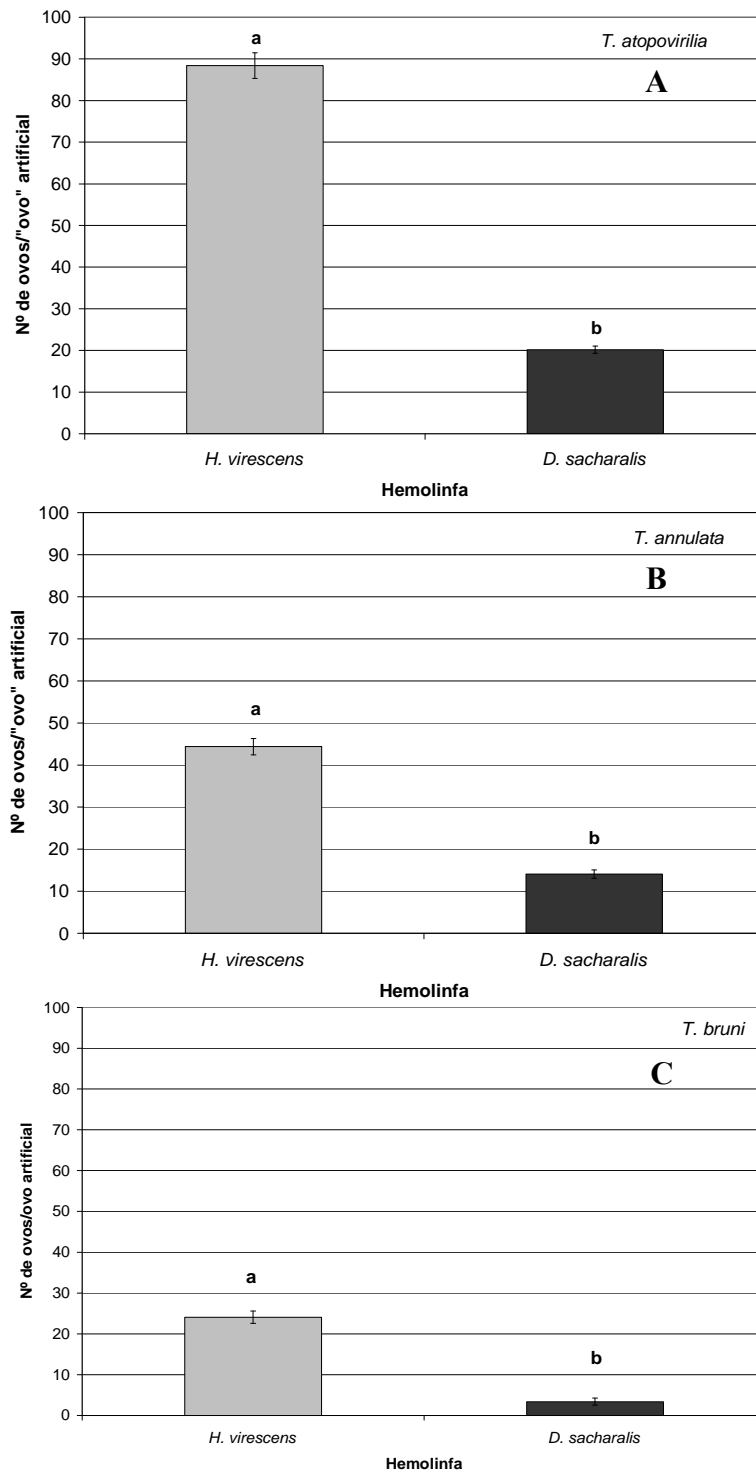 100
90
80
70
60
50
40
30
20
10
0
Nº de ovos/"ovo" artificial
T. atopovirilia
A
a
b
H. virescens
D. sacharalis
Hemolinfa
100
90
80
70
60
50
40
30
20
10
0
Nº de ovos/"ovo" artificial
T. annulata
B
a
b
H. virescens
D. sacharalis
Hemolinfa
100
90
80
70
60
50
40
30
20
10
0
Nº de ovos/ovo artificial
T. bruni
C
a
b
H. virescens
D. sacharalis
Hemolinfa